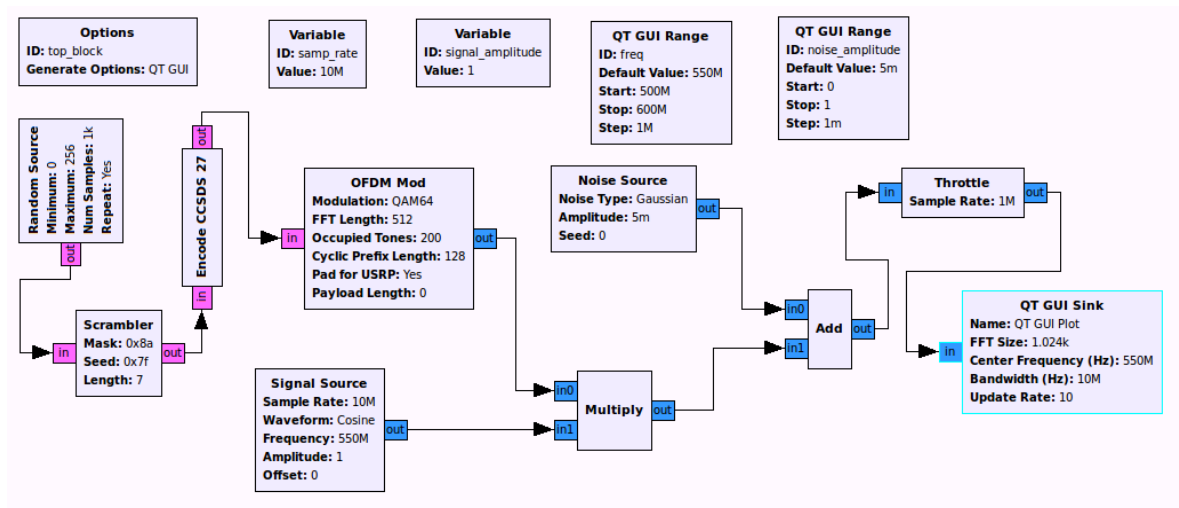 Options
ID: top_block
Generate Options: QT GUI
Variable
ID: samp_rate
Value: 10M
Variable
ID: signal_amplitude
Value: 1
QT GUI Range
ID: freq
Default Value: 550M
Start: 500M
Stop: 600M
Step: 1M
QT GUI Range
ID: noise_amplitude
Default Value: 5m
Start: 0
Stop: 1
Step: 1m
Random Source
Minimum: 0
Maximum: 256
Num Samples: 1k
Repeat: Yes
out
out
Encode CCSDS 27
in
OFDM Mod
Modulation: QAM64
FFT Length: 512
Occupied Tones: 200
Cyclic Prefix Length: 128
Pad for USRP: Yes
Payload Length: 0
in
out
Noise Source
Noise Type: Gaussian
Amplitude: 5m
Seed: 0
out
in
Throttle
Sample Rate: 1M
out
Scrambler
Mask: 0x8a
Seed: 0x7f
Length: 7
in
out
Signal Source
Sample Rate: 10M
Waveform: Cosine
Frequency: 550M
Amplitude: 1
Offset: 0
out
in0
in1
Multiply
out
in0
in1
Add
out
QT GUI Sink
Name: QT GUI Plot
FFT Size: 1.024k
Center Frequency (Hz): 550M
Bandwidth (Hz): 10M
Update Rate: 10
in